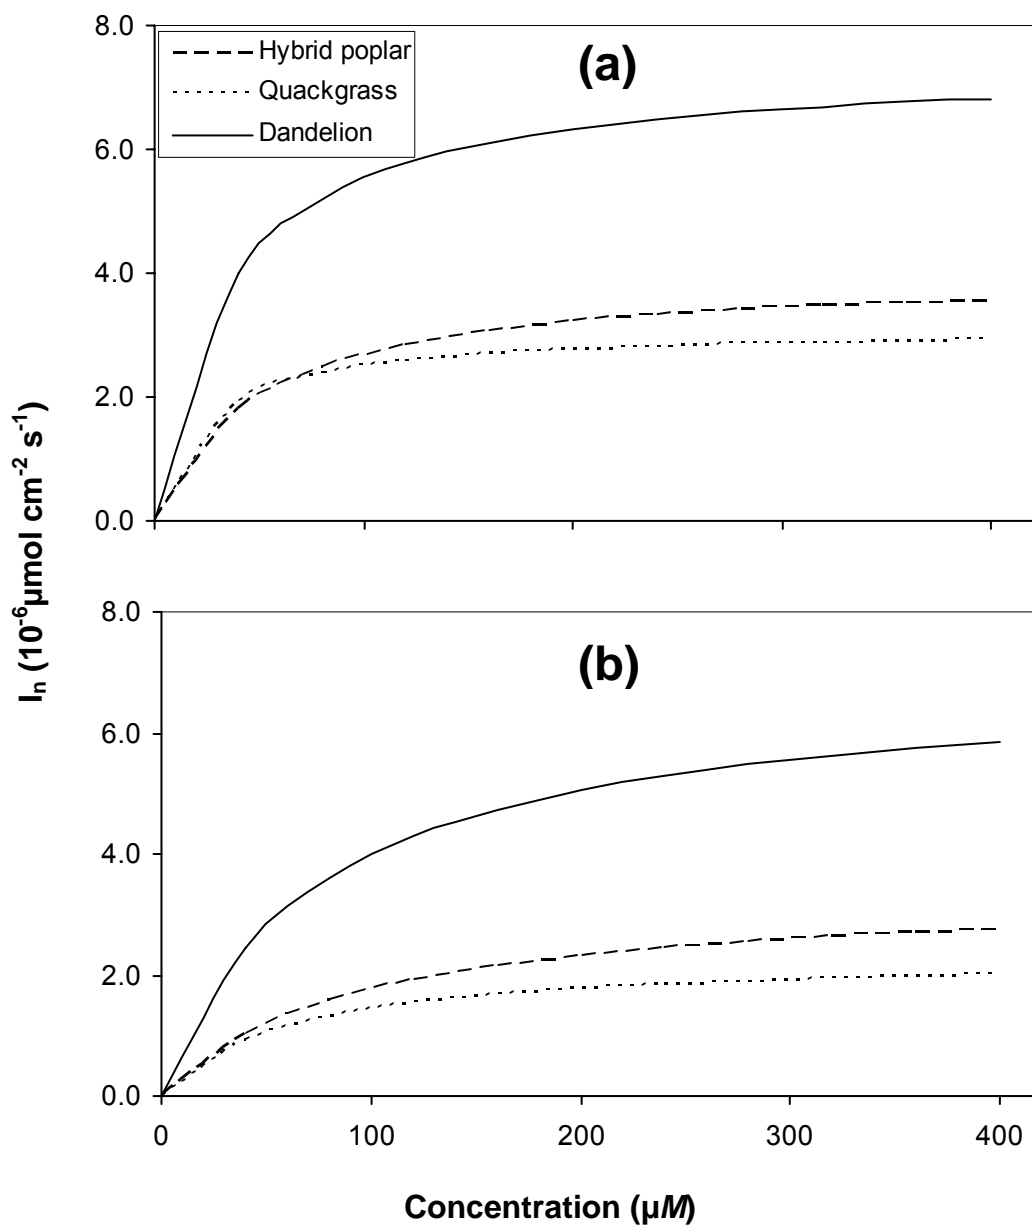 8.0
Hybrid poplar
Quackgrass
Dandelion
(a)
6.0
4.0
2.0
0.0
Iₙ (10⁻⁶μmol cm⁻² s⁻¹)
8.0
(b)
6.0
4.0
2.0
0.0
0 100 200 300 400
Concentration (μM)